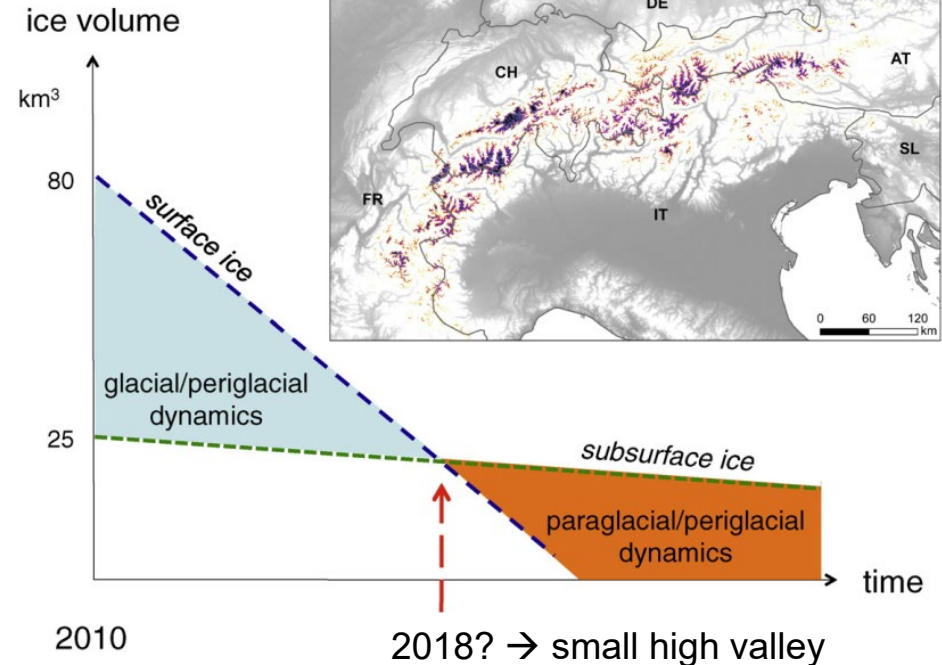 ice volume
km³
80
25
surface ice
glacial/periglacial
dynamics
subsurface ice
paraglacial/periglacial
dynamics
time
2010
2018? → small high valley
DE
CH
AT
SL
FR
IT
0 60 120
km